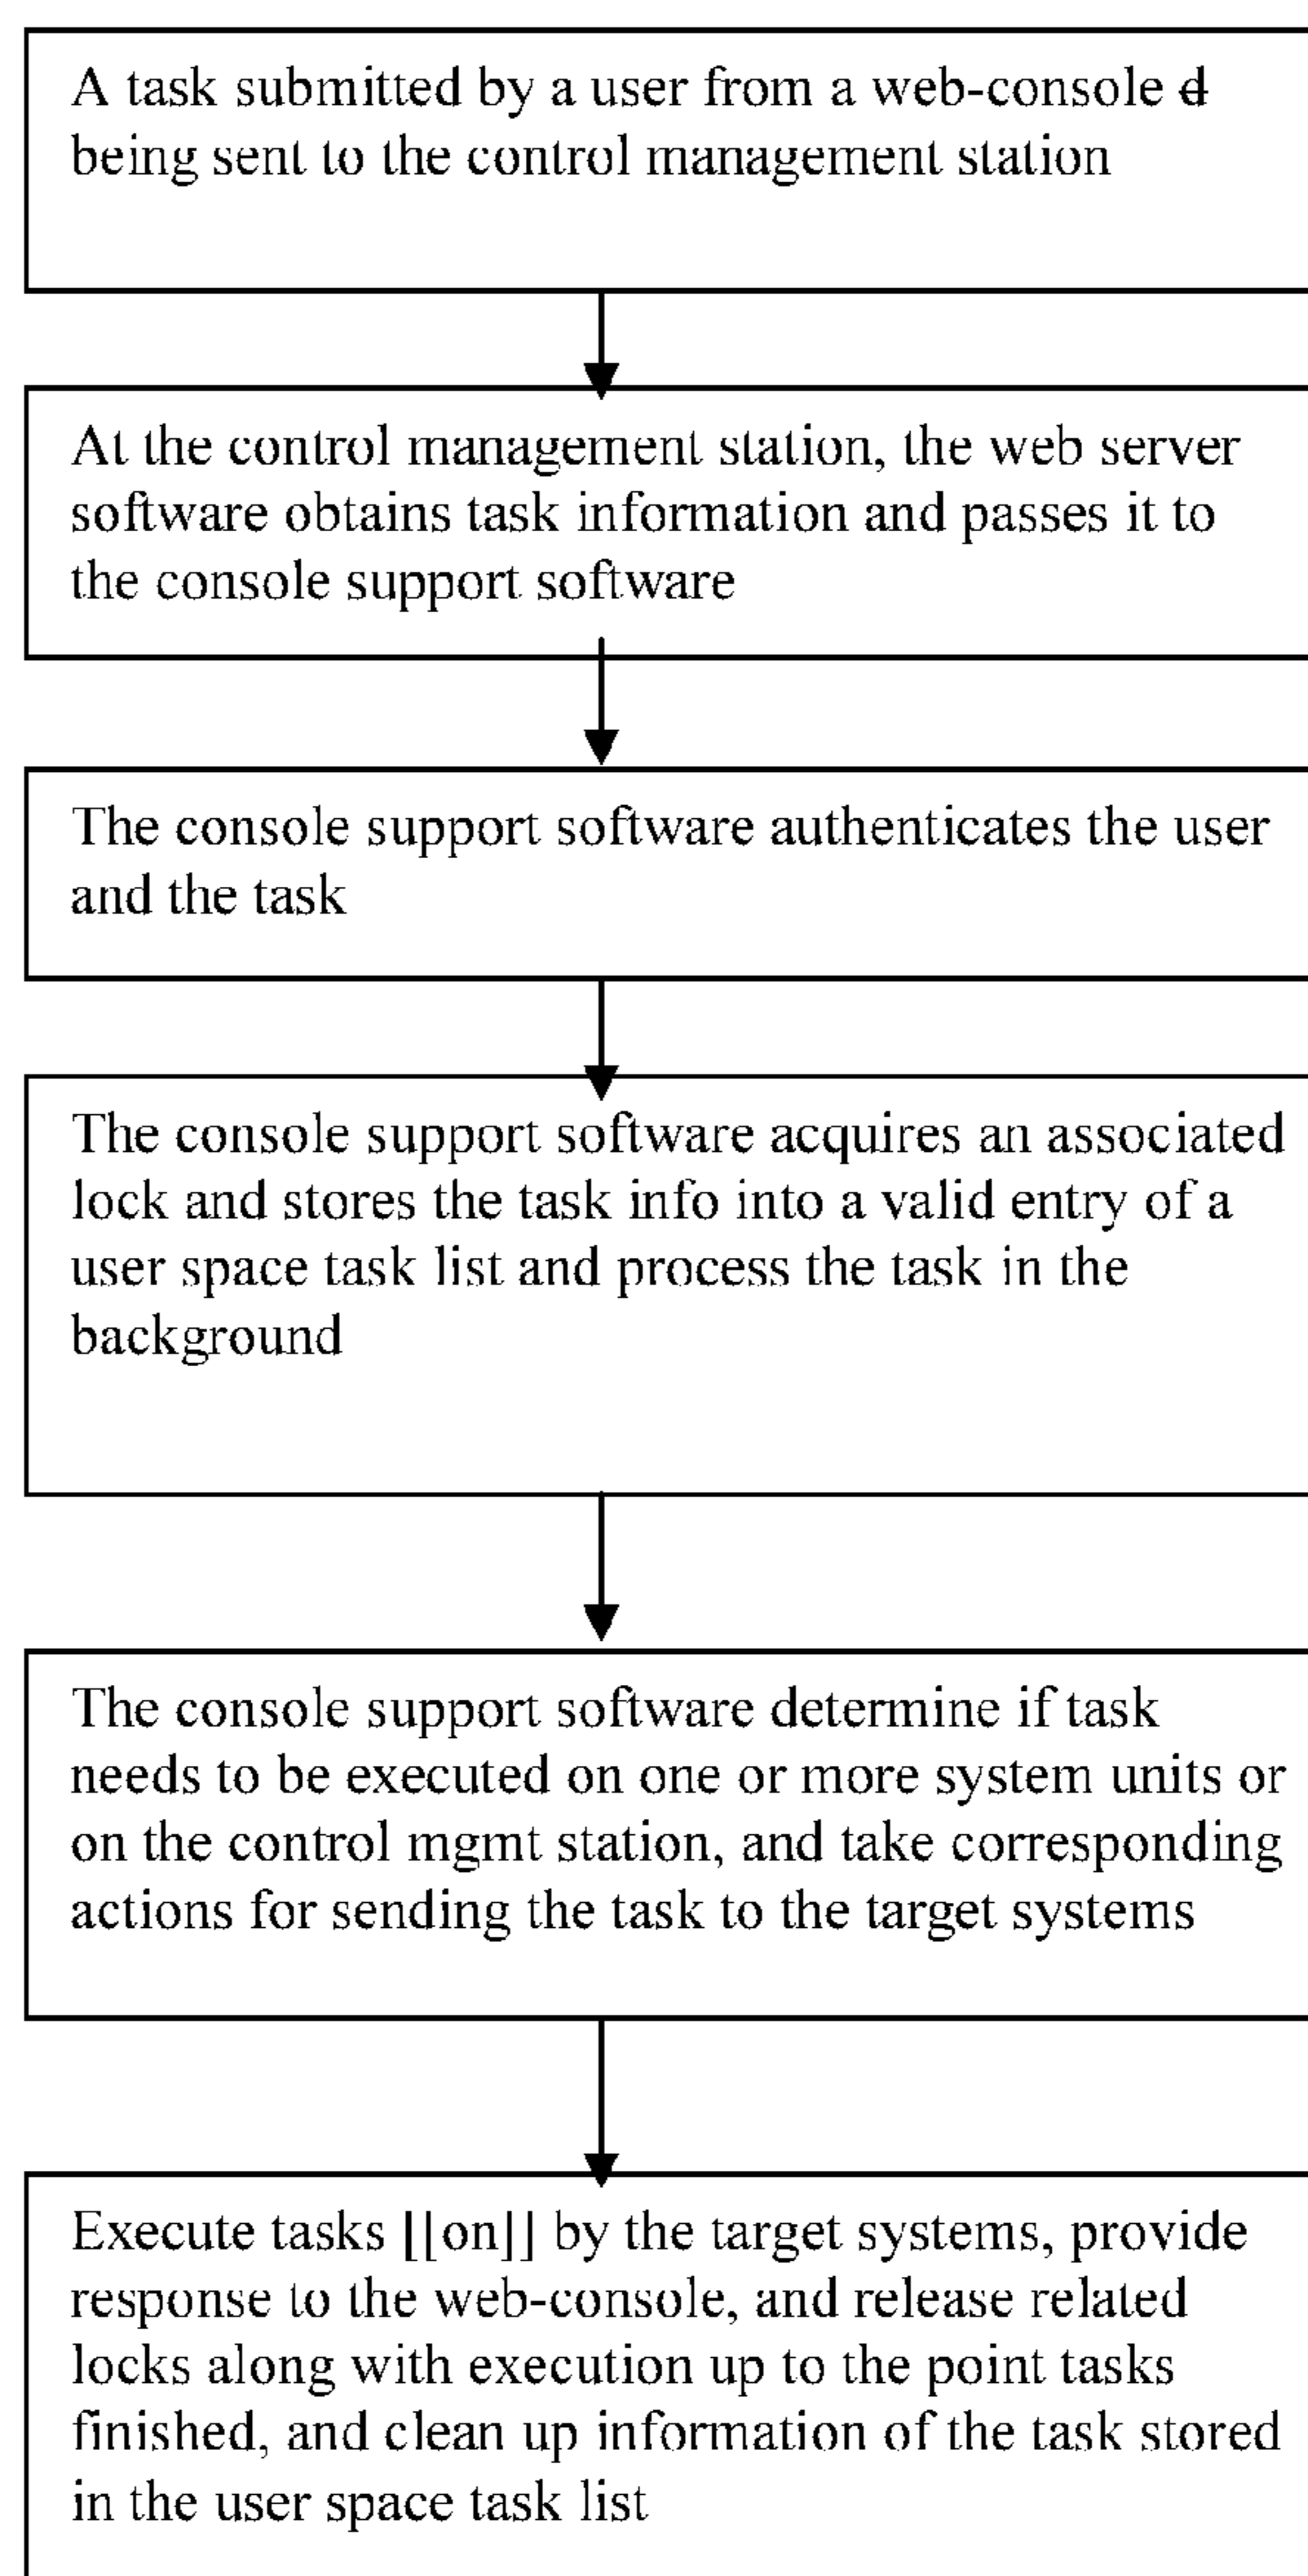 A task submitted by a user from a web-console d
being sent to the control management station
At the control management station, the web server
software obtains task information and passes it to
the console support software
The console support software authenticates the user
and the task
The console support software acquires an associated
lock and stores the task info into a valid entry of a
user space task list and process the task in the
background
The console support software determine if task
needs to be executed on one or more system units or
on the control mgmt station, and take corresponding
actions for sending the task to the target systems
Execute tasks [[on]] by the target systems, provide
response to the web-console, and release related
locks along with execution up to the point tasks
finished, and clean up information of the task stored
in the user space task list